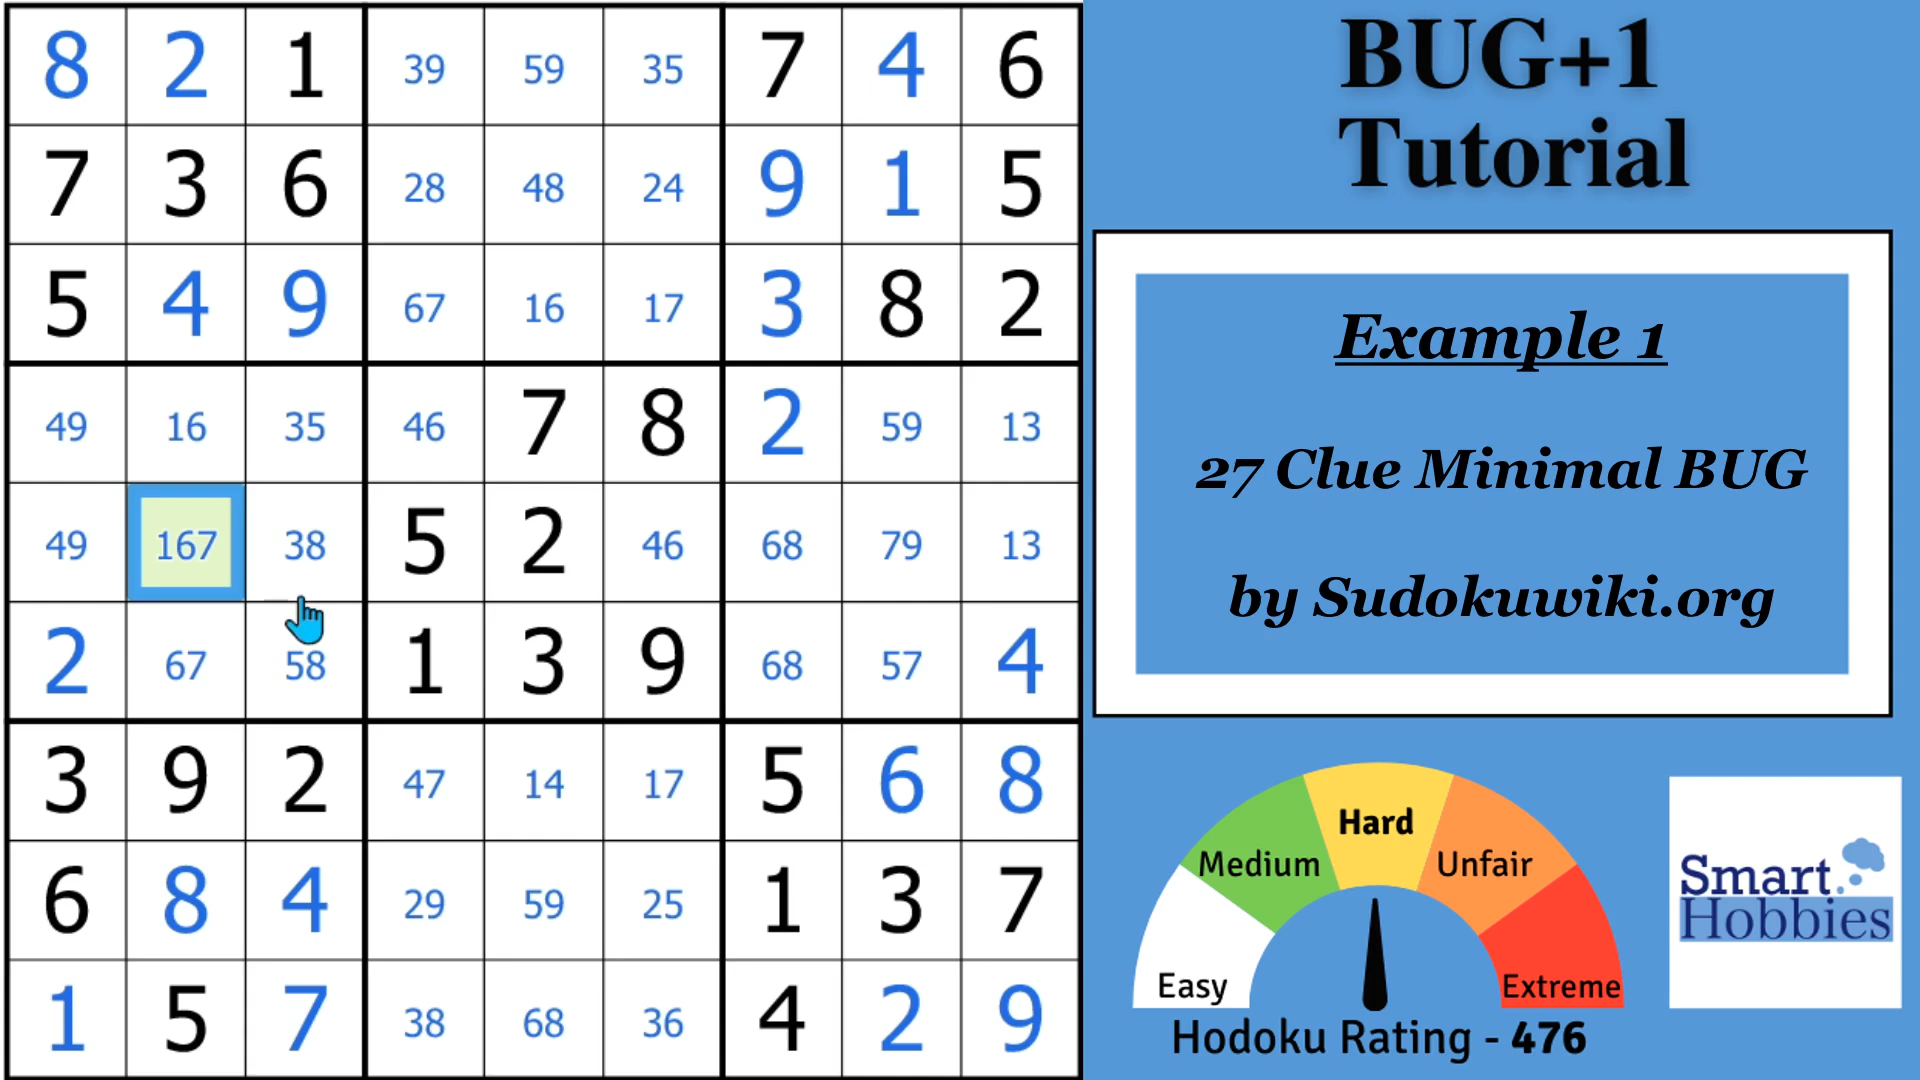 BUG+1
Tutorial
8 2 1 39 59 35 7 4 6
7 3 6 28 48 24 9 1 5
5 4 9 67 16 17 3 8 2
49 16 35 46 7 8 2 59 13
49 167 38 5 2 46 68 79 13
2 67 58 1 3 9 68 57 4
3 9 2 47 14 17 5 6 8
6 8 4 29 59 25 1 3 7
1 5 7 38 68 36 4 2 9
Example 1
27 Clue Minimal BUG
by Sudokuwiki.org
Easy
Medium
Hard
Unfair
Extreme
Hodoku Rating - 476
Smart
Hobbies